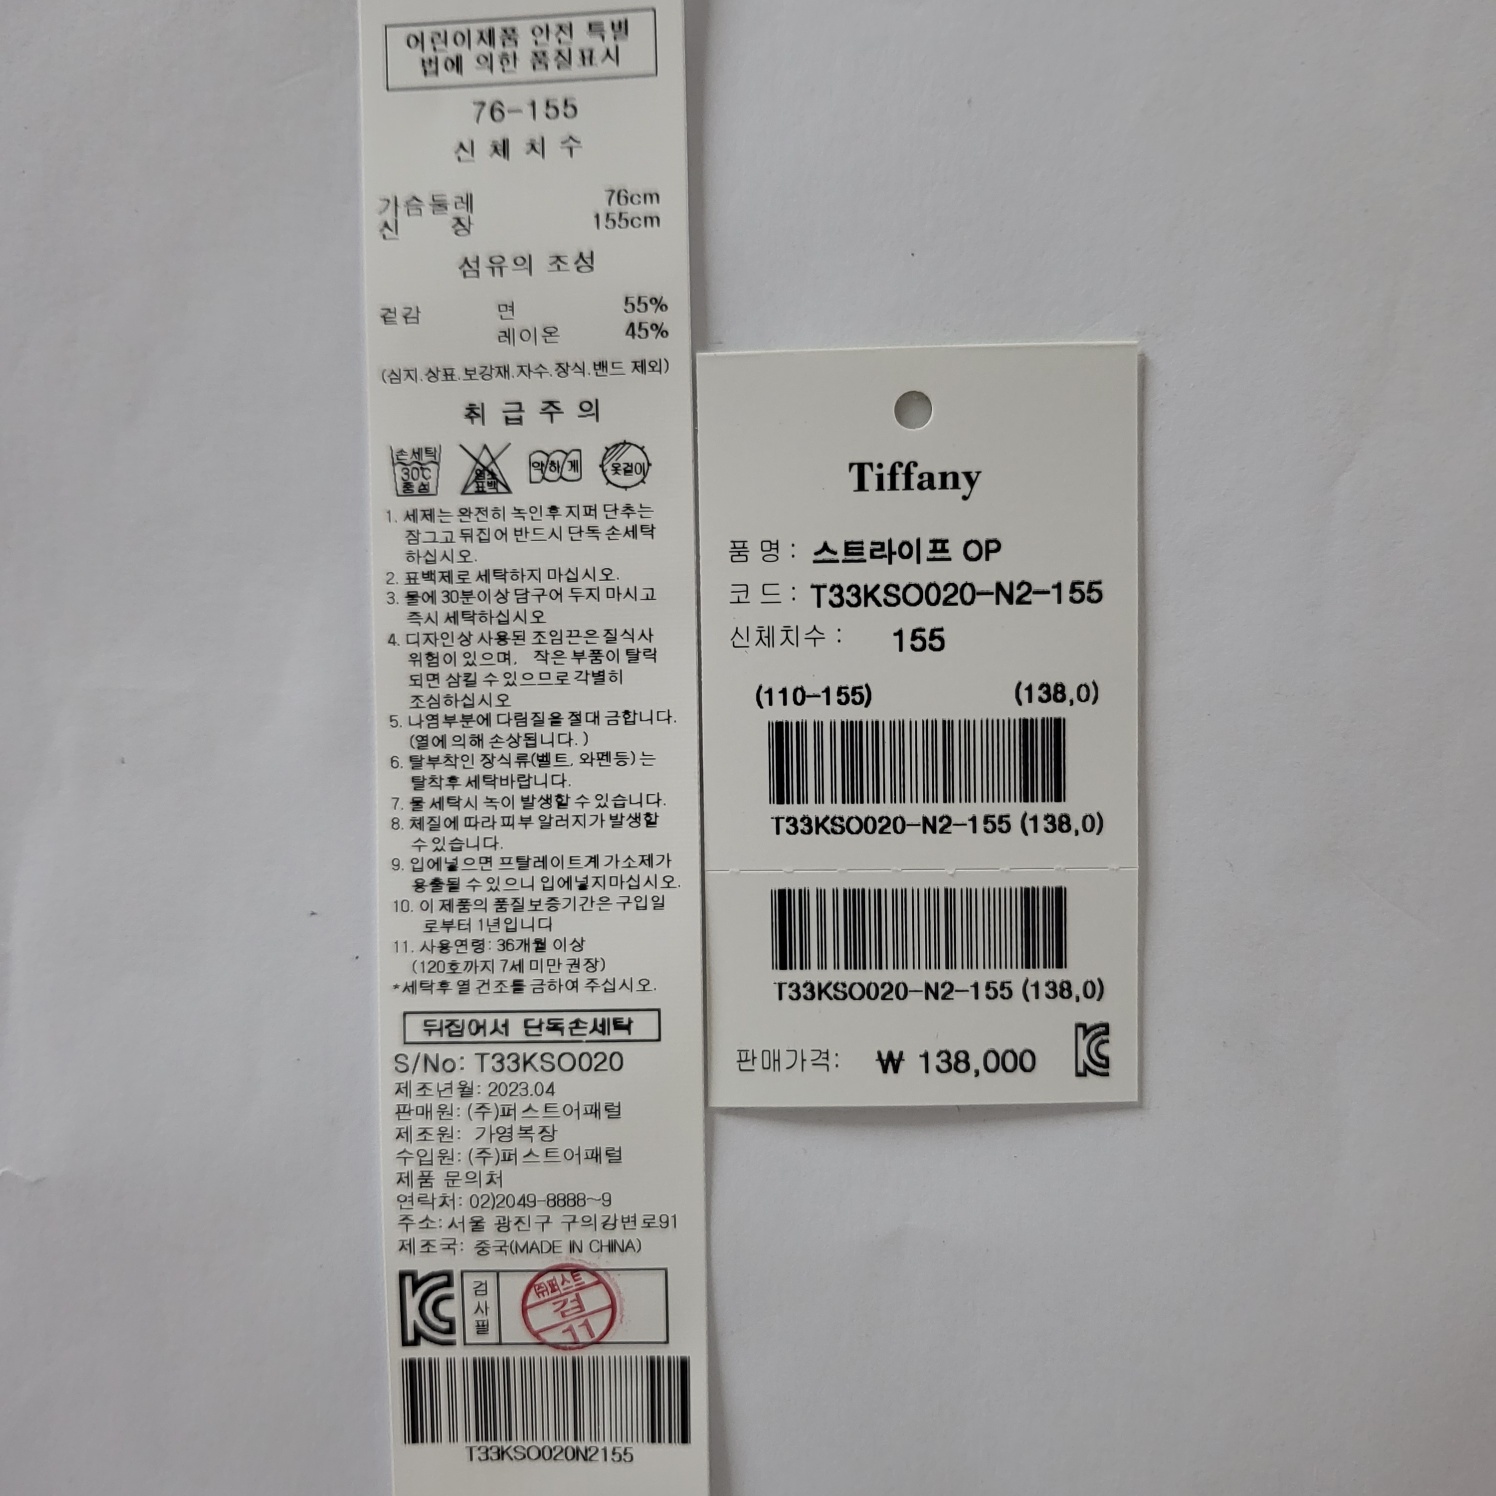 어린이제품 안전 특별
법에 의한 품질표시
76-155
신 체 치 수
가슴둘레 76cm
신 장 155cm
섬유의 조성
겉감 면 55%
레이온 45%
(심지.상표.보강재.자수.장식.밴드 제외)
취 급 주 의
손세탁
30℃
중성
염소
표백
약하게
옷걸이
1. 세제는 완전히 녹인후 지퍼 단추는
잠그고 뒤집어 반드시 단독 손세탁
하십시오.
2. 표백제로 세탁하지 마십시오.
3. 물에 30분이상 담구어 두지 마시고
즉시 세탁하십시오
4. 디자인상 사용된 조임끈은 질식사
위험이 있으며, 작은 부품이 탈락
되면 삼킬 수 있으므로 각별히
조심하십시오
5. 나염부분에 다림질을 절대 금합니다.
(열에 의해 손상됩니다.)
6. 탈부착인 장식류(벨트, 와펜등)는
탈착후 세탁바랍니다.
7. 물 세탁시 녹이 발생할 수 있습니다.
8. 체질에 따라 피부 알러지가 발생할
수 있습니다.
9. 입에넣으면 프탈레이트계 가소제가
용출될 수 있으니 입에넣지마십시오.
10. 이 제품의 품질보증기간은 구입일
로부터 1년입니다
11. 사용연령: 36개월 이상
(120호까지 7세 미만 권장)
*세탁후 열 건조를 금하여 주십시오.
뒤집어서 단독손세탁
S/No: T33KSO020
제조년월: 2023.04
판매원: (주)퍼스트어패럴
제조원: 가영복장
수입원: (주)퍼스트어패럴
제품 문의처
연락처: 02)2049-8888~9
주소: 서울 광진구 구의강변로91
제조국: 중국(MADE IN CHINA)
KC
검사필
㈜퍼스트
검
11
T33KSO020N2155
Tiffany
품 명 : 스트라이프 OP
코 드 : T33KSO020-N2-155
신체치수 : 155
(110-155) (138,0)
T33KSO020-N2-155 (138,0)
T33KSO020-N2-155 (138,0)
판매가격: ₩ 138,000
KC